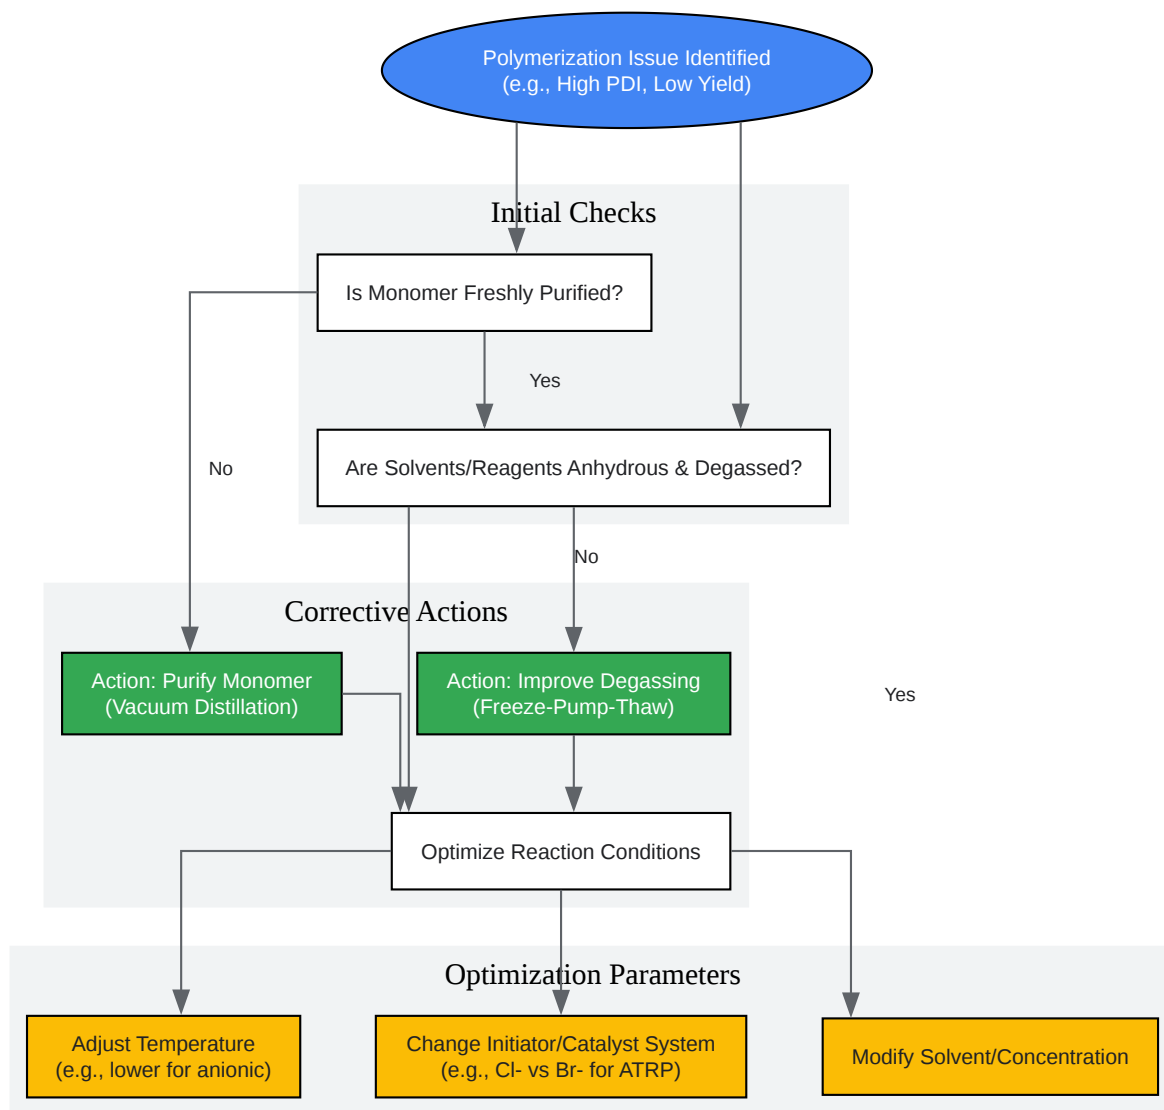 Polymerization Issue Identified
(e.g., High PDI, Low Yield)
Initial Checks
Is Monomer Freshly Purified?
Yes
Are Solvents/Reagents Anhydrous & Degassed?
No
No
Corrective Actions
Action: Purify Monomer
(Vacuum Distillation)
Action: Improve Degassing
(Freeze-Pump-Thaw)
Yes
Optimize Reaction Conditions
Optimization Parameters
Adjust Temperature
(e.g., lower for anionic)
Change Initiator/Catalyst System
(e.g., Cl- vs Br- for ATRP)
Modify Solvent/Concentration